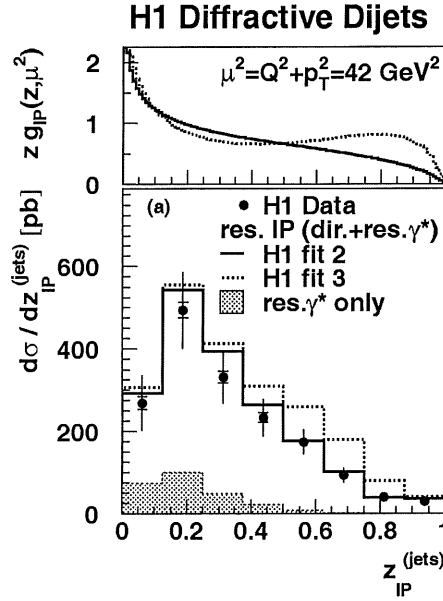 H1 Diffractive Dijets
z g_IP(z,μ²)
μ²=Q²+p_T²=42 GeV²
2
1
0
dσ / dz_IP^(jets) [pb]
(a)
H1 Data
res. IP (dir.+res.γ*)
H1 fit 2
H1 fit 3
res.γ* only
600
400
200
0
0 0.2 0.4 0.6 0.8 1
z_IP^(jets)